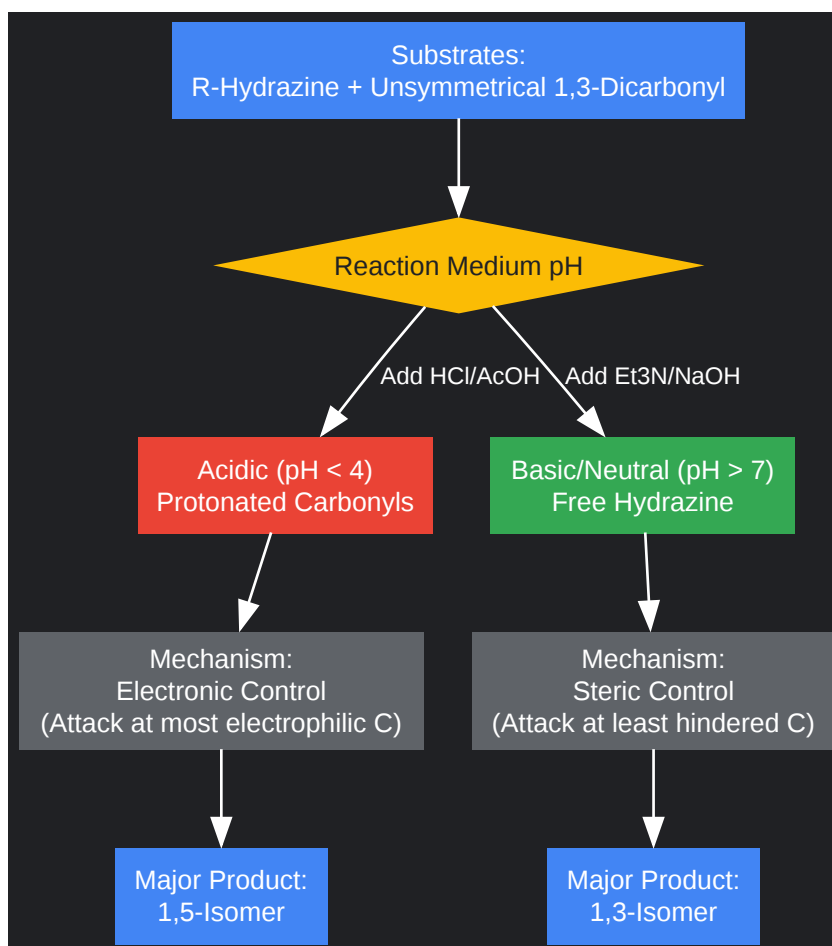 Substrates:
R-Hydrazine + Unsymmetrical 1,3-Dicarbonyl
Reaction Medium pH
Add HCl/AcOH
Add Et3N/NaOH
Acidic (pH < 4)
Protonated Carbonyls
Basic/Neutral (pH > 7)
Free Hydrazine
Mechanism:
Electronic Control
(Attack at most electrophilic C)
Mechanism:
Steric Control
(Attack at least hindered C)
Major Product:
1,5-Isomer
Major Product:
1,3-Isomer